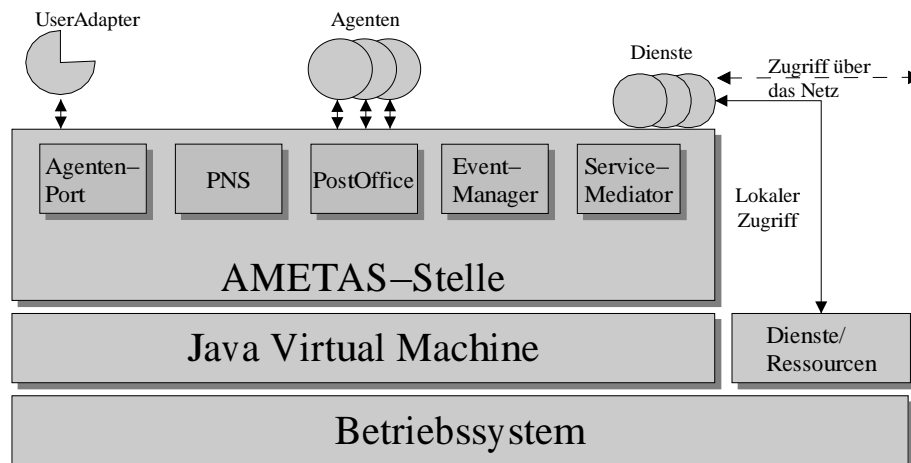 UserAdapter
Agenten
Dienste
Zugriff über
das Netz
Agenten–
Port
PNS
PostOffice
Event–
Manager
Service–
Mediator
Lokaler
Zugriff
AMETAS–Stelle
Java Virtual Machine
Dienste/
Ressourcen
Betriebssystem